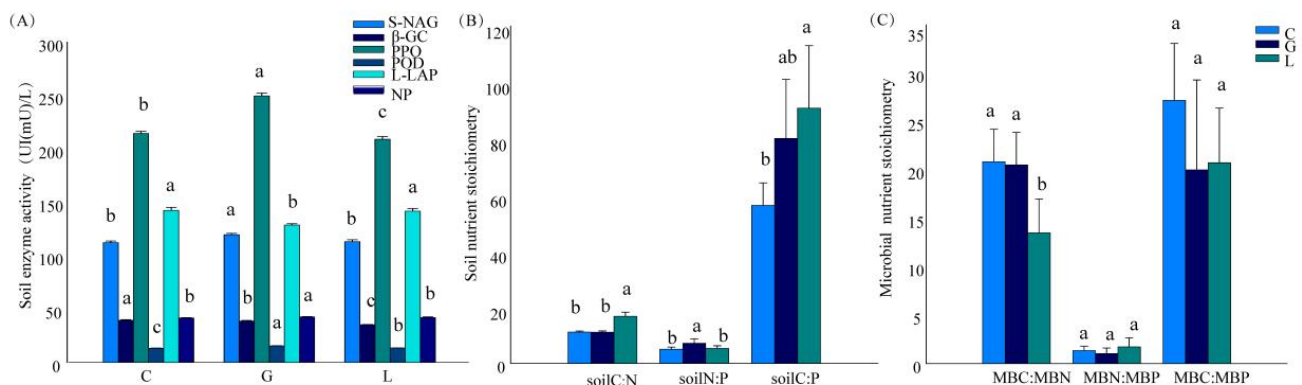 (A)
S-NAG
β-GC
PPO
POD
L-LAP
NP
Soil enzyme activity (UI(mU)/L)
300
250
200
150
100
50
0
b
a
b
c
b
a
b
b
a
a
a
b
c
a
b
b
a
b
C
G
L
(B)
Soil nutrient stoichiometry
120
100
80
60
40
20
0
b
b
a
b
a
b
b
ab
a
soilC:N
soilN:P
soilC:P
(C)
C
G
L
Microbial nutrient stoichiometry
35
30
25
20
15
10
5
0
a
a
b
a
a
a
a
a
a
MBC:MBN
MBN:MBP
MBC:MBP